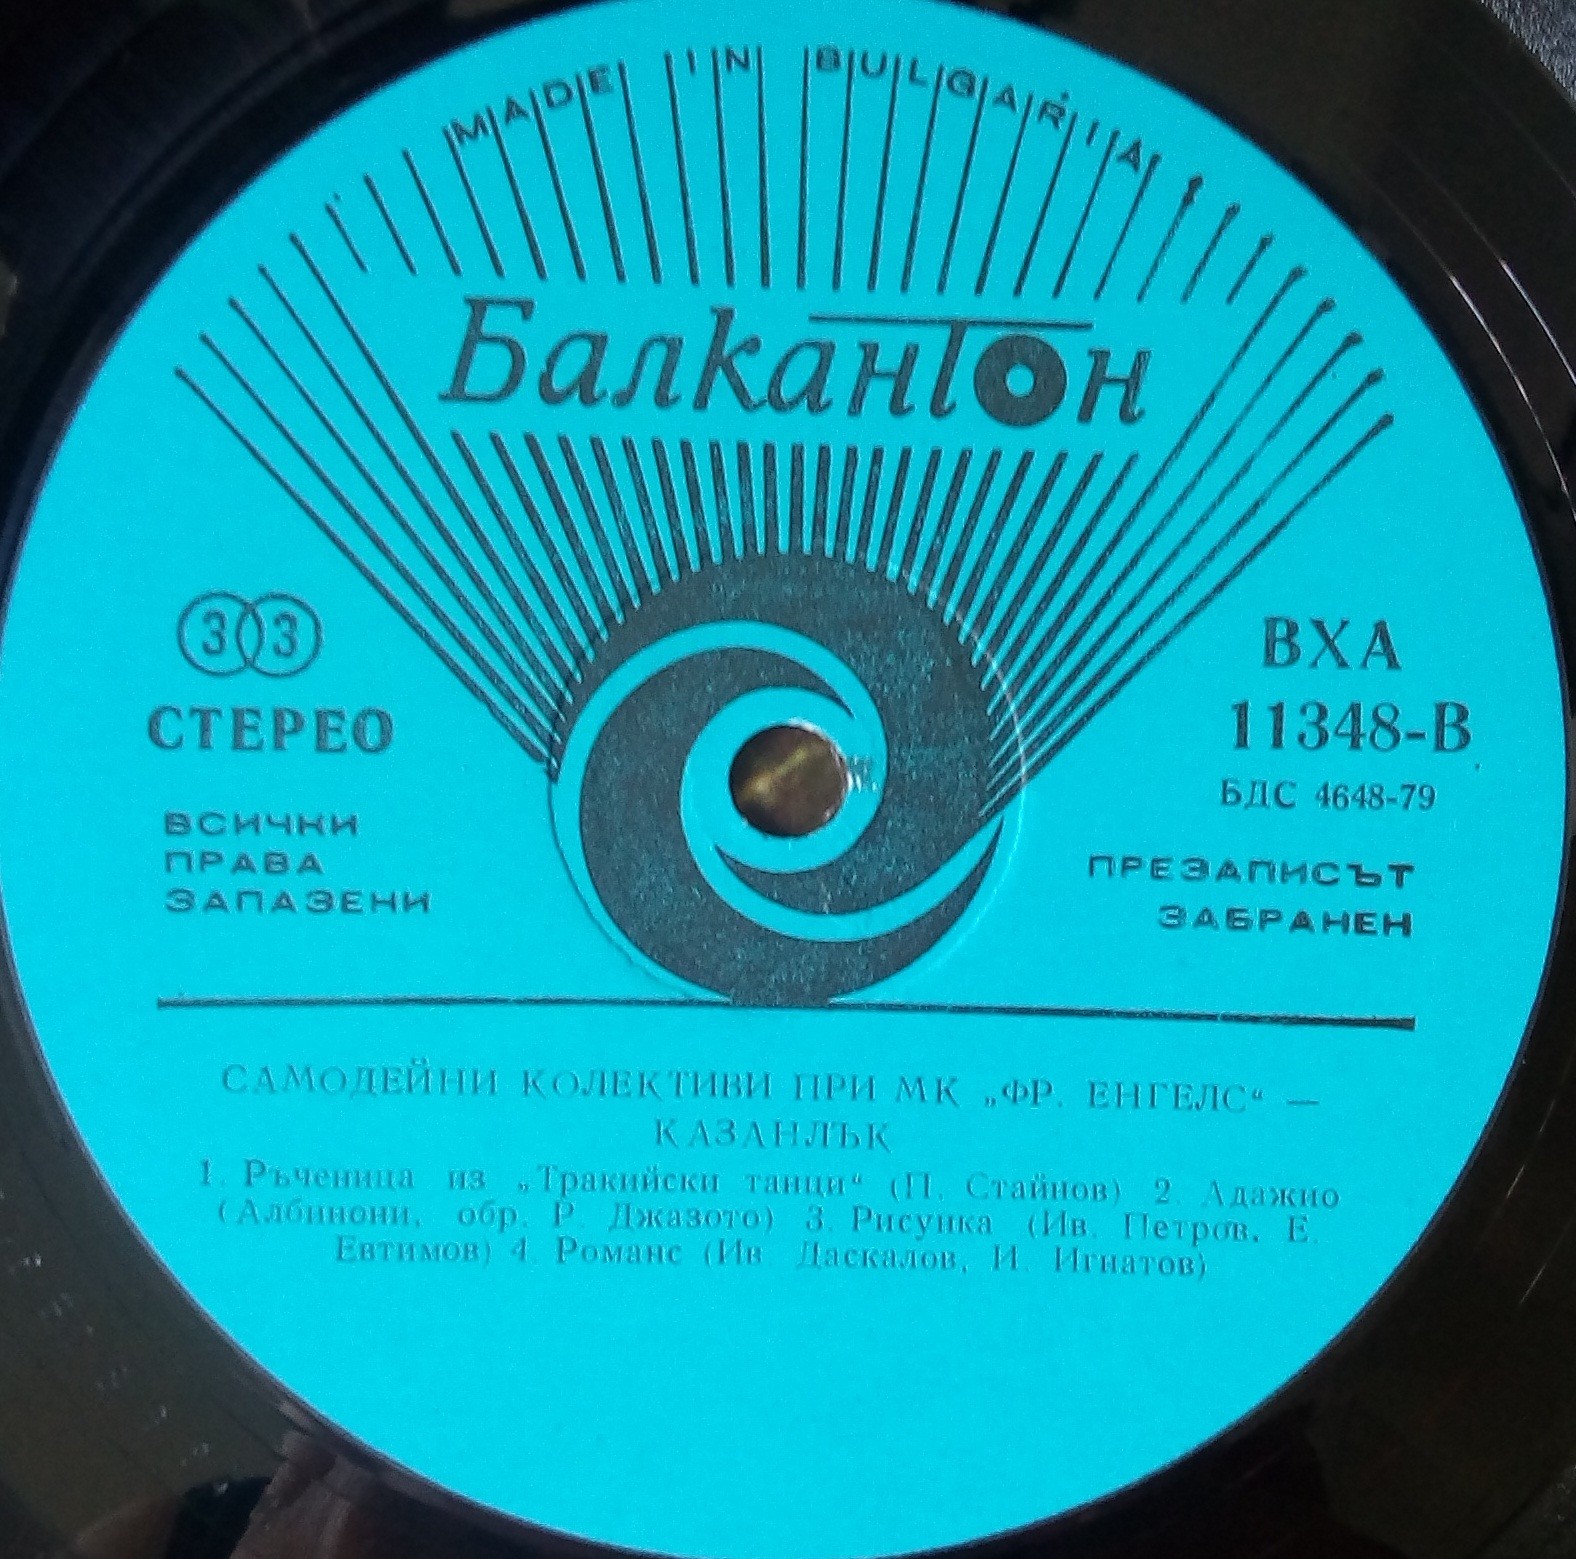 MADE IN BULGARIA
Балкантон
33
СТЕРЕО
ВСИЧКИ
ПРАВА
ЗАПАЗЕНИ
ВХА
11348-В
БДС 4648-79
ПРЕЗАПИСЪТ
ЗАБРАНЕН
САМОДЕЙНИ КОЛЕКТИВИ ПРИ МК „ФР. ЕНГЕЛС“ —
КАЗАНЛЪК
1. Ръченица из „Тракийски танци“ (П. Стайнов) 2. Адажио
(Албинони, обр. Р. Джазото) 3. Рисунка (Ив. Петров, Е.
Евтимов) 4. Романс (Ив. Даскалов, И. Игнатов)